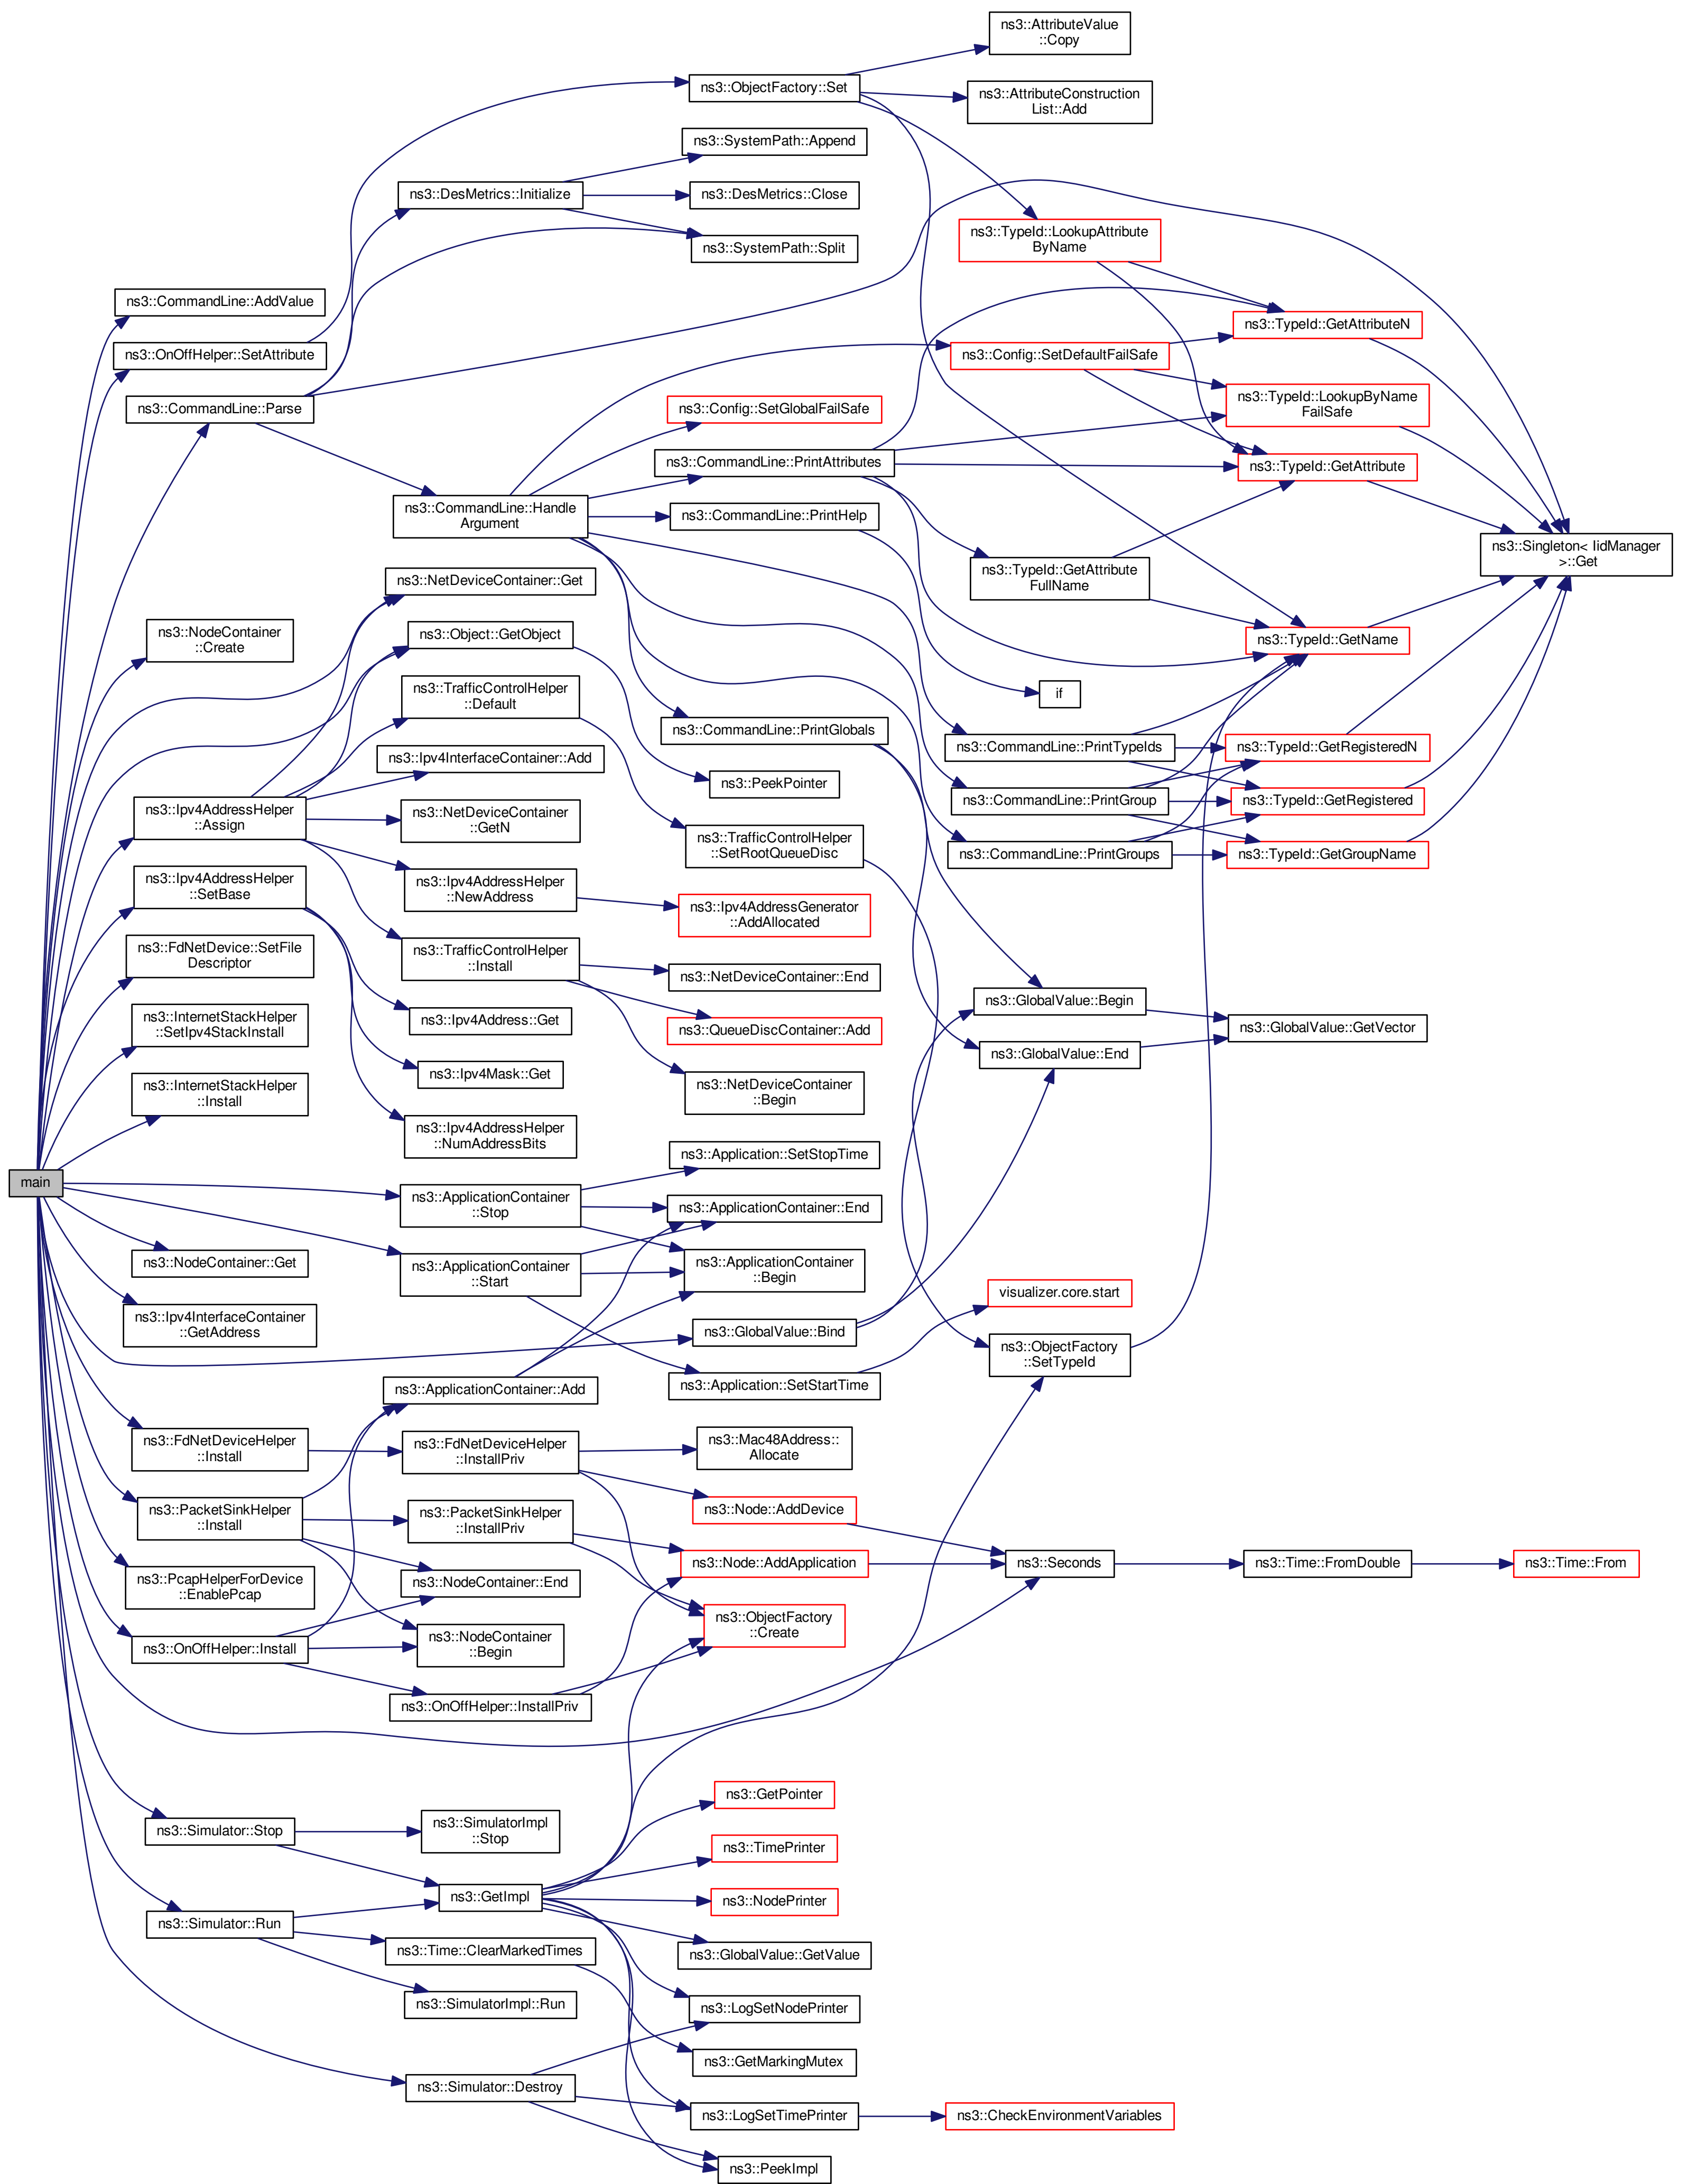 ns3::AttributeValue
::Copy
ns3::ObjectFactory::Set
ns3::AttributeConstruction
List::Add
ns3::SystemPath::Append
ns3::DesMetrics::Initialize
ns3::DesMetrics::Close
ns3::SystemPath::Split
ns3::TypeId::LookupAttribute
ByName
ns3::CommandLine::AddValue
ns3::TypeId::GetAttributeN
ns3::OnOffHelper::SetAttribute
ns3::Config::SetDefaultFailSafe
ns3::CommandLine::Parse
ns3::Config::SetGlobalFailSafe
ns3::TypeId::LookupByName
FailSafe
ns3::CommandLine::PrintAttributes
ns3::TypeId::GetAttribute
ns3::CommandLine::Handle
Argument
ns3::CommandLine::PrintHelp
ns3::Singleton< IidManager
>::Get
ns3::NetDeviceContainer::Get
ns3::TypeId::GetAttribute
FullName
ns3::NodeContainer
::Create
ns3::Object::GetObject
ns3::TypeId::GetName
ns3::TrafficControlHelper
::Default
if
ns3::CommandLine::PrintGlobals
ns3::CommandLine::PrintTypeIds
ns3::TypeId::GetRegisteredN
ns3::Ipv4InterfaceContainer::Add
ns3::PeekPointer
ns3::CommandLine::PrintGroup
ns3::TypeId::GetRegistered
ns3::Ipv4AddressHelper
::Assign
ns3::NetDeviceContainer
::GetN
ns3::TrafficControlHelper
::SetRootQueueDisc
ns3::CommandLine::PrintGroups
ns3::TypeId::GetGroupName
ns3::Ipv4AddressHelper
::SetBase
ns3::Ipv4AddressHelper
::NewAddress
ns3::Ipv4AddressGenerator
::AddAllocated
ns3::FdNetDevice::SetFile
Descriptor
ns3::TrafficControlHelper
::Install
ns3::NetDeviceContainer::End
ns3::GlobalValue::Begin
ns3::InternetStackHelper
::SetIpv4StackInstall
ns3::Ipv4Address::Get
ns3::QueueDiscContainer::Add
ns3::GlobalValue::GetVector
ns3::GlobalValue::End
ns3::InternetStackHelper
::Install
ns3::Ipv4Mask::Get
ns3::NetDeviceContainer
::Begin
ns3::Ipv4AddressHelper
::NumAddressBits
ns3::Application::SetStopTime
main
ns3::ApplicationContainer
::Stop
ns3::ApplicationContainer::End
ns3::NodeContainer::Get
ns3::ApplicationContainer
::Start
ns3::ApplicationContainer
::Begin
visualizer.core.start
ns3::Ipv4InterfaceContainer
::GetAddress
ns3::GlobalValue::Bind
ns3::ObjectFactory
::SetTypeId
ns3::ApplicationContainer::Add
ns3::Application::SetStartTime
ns3::FdNetDeviceHelper
::Install
ns3::FdNetDeviceHelper
::InstallPriv
ns3::Mac48Address::
Allocate
ns3::PacketSinkHelper
::Install
ns3::PacketSinkHelper
::InstallPriv
ns3::Node::AddDevice
ns3::Node::AddApplication
ns3::Seconds
ns3::Time::FromDouble
ns3::Time::From
ns3::PcapHelperForDevice
::EnablePcap
ns3::NodeContainer::End
ns3::ObjectFactory
::Create
ns3::OnOffHelper::Install
ns3::NodeContainer
::Begin
ns3::OnOffHelper::InstallPriv
ns3::GetPointer
ns3::Simulator::Stop
ns3::SimulatorImpl
::Stop
ns3::TimePrinter
ns3::GetImpl
ns3::NodePrinter
ns3::Simulator::Run
ns3::Time::ClearMarkedTimes
ns3::GlobalValue::GetValue
ns3::SimulatorImpl::Run
ns3::LogSetNodePrinter
ns3::GetMarkingMutex
ns3::Simulator::Destroy
ns3::LogSetTimePrinter
ns3::CheckEnvironmentVariables
ns3::PeekImpl